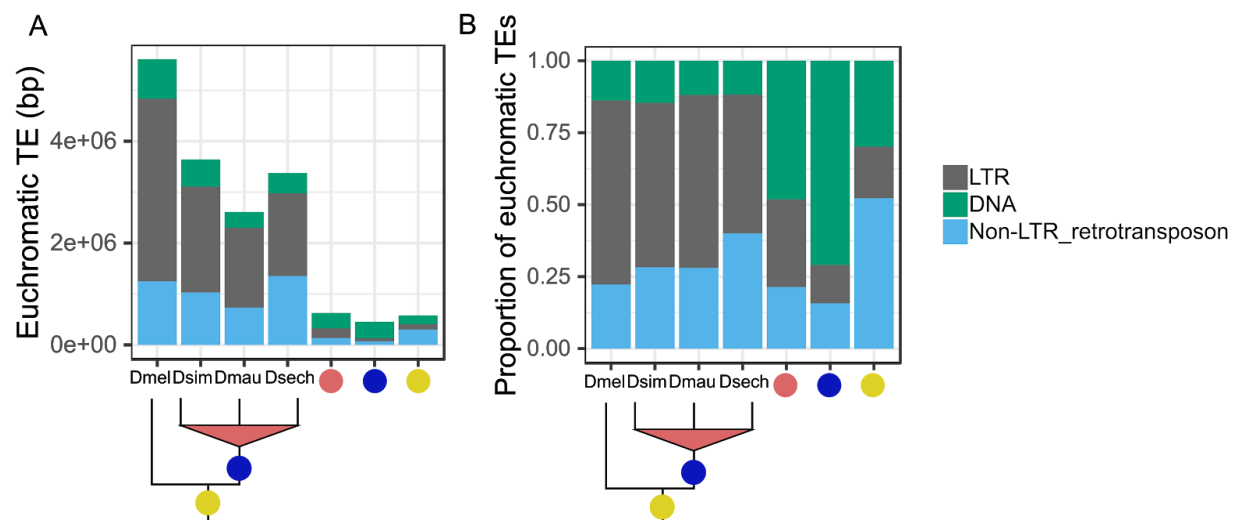 A
Euchromatic TE (bp)
4e+06
2e+06
0e+00
Dmel Dsim Dmau Dsech
B
Proportion of euchromatic TEs
1.00
0.75
0.50
0.25
0.00
Dmel Dsim Dmau Dsech
LTR
DNA
Non-LTR_retrotransposon